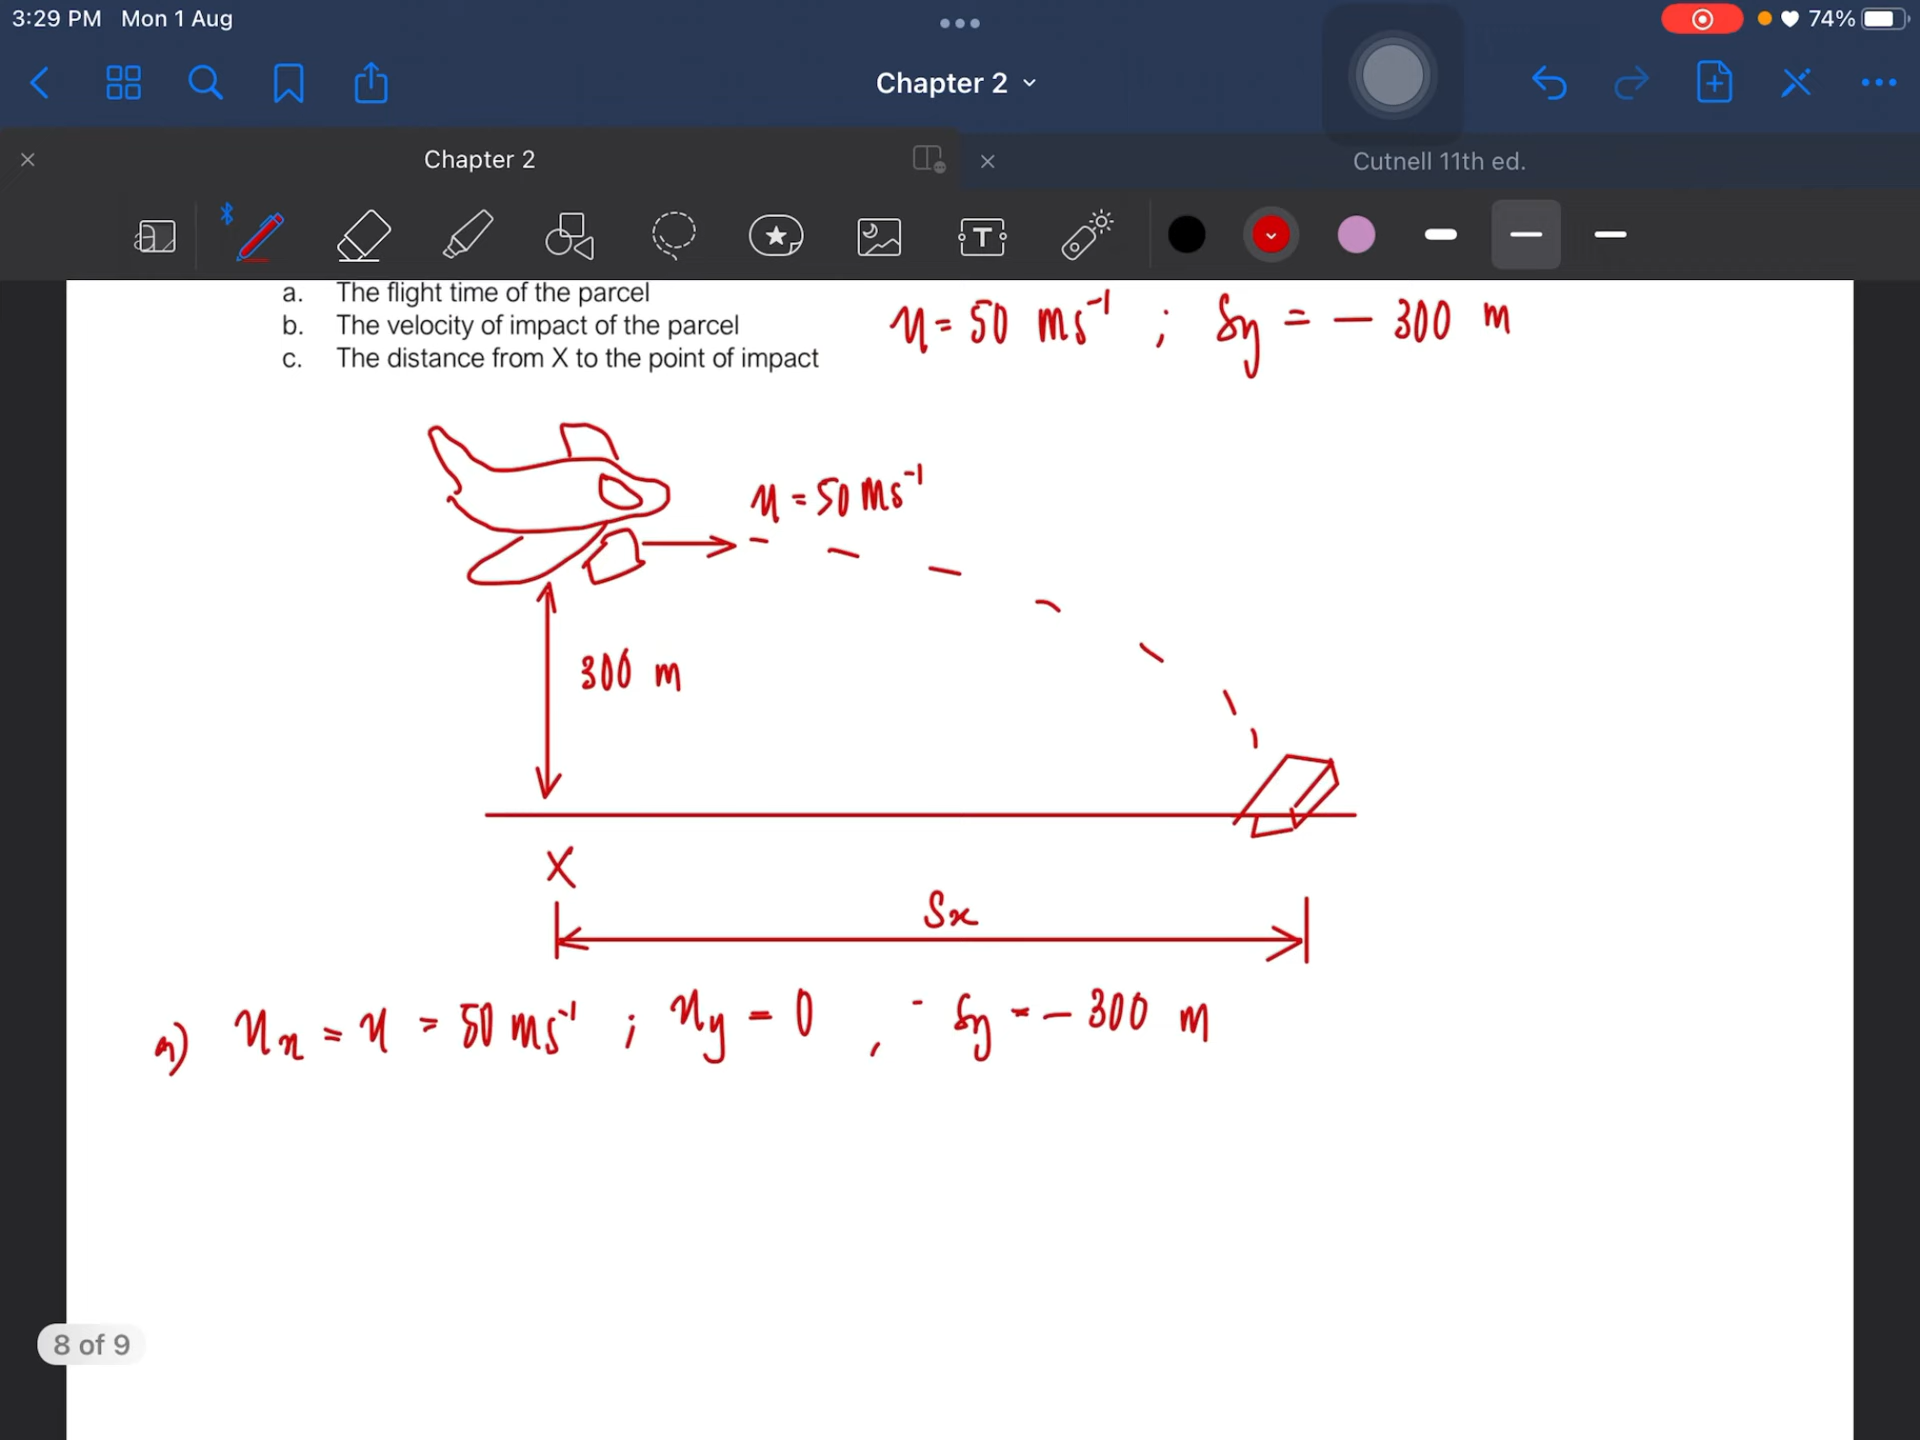 3:29 PM Mon 1 Aug
74%
Chapter 2
Chapter 2
Cutnell 11th ed.
a. The flight time of the parcel
b. The velocity of impact of the parcel
c. The distance from X to the point of impact
u = 50 ms⁻¹ ; Sy = - 300 m
u = 50 ms⁻¹
300 m
X
Sx
a) ux = u = 50 ms⁻¹ ; uy = 0 , Sy = - 300 m
8 of 9